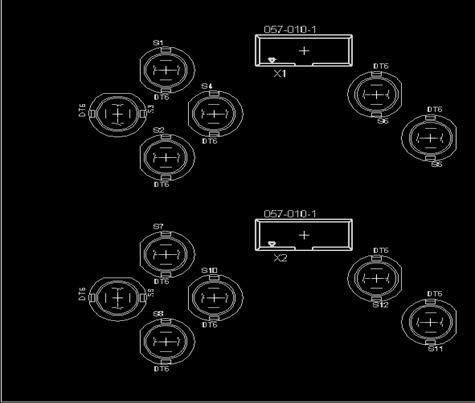 057-010-1
S1
DT6
X1
DT6
S4
DT6
DT6
S3
S6
DT6
S2
DT6
S5
DT6
057-010-1
S7
DT6
X2
DT6
S10
DT6
DT6
S9
S12
DT6
S8
DT6
S11
DT6